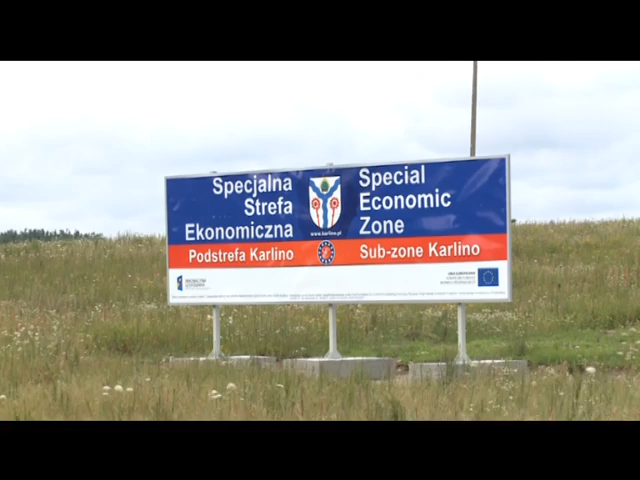 Specjalna
Strefa
Ekonomiczna
Special
Economic
Zone
www.karlino.pl
Podstrefa Karlino
Sub-zone Karlino